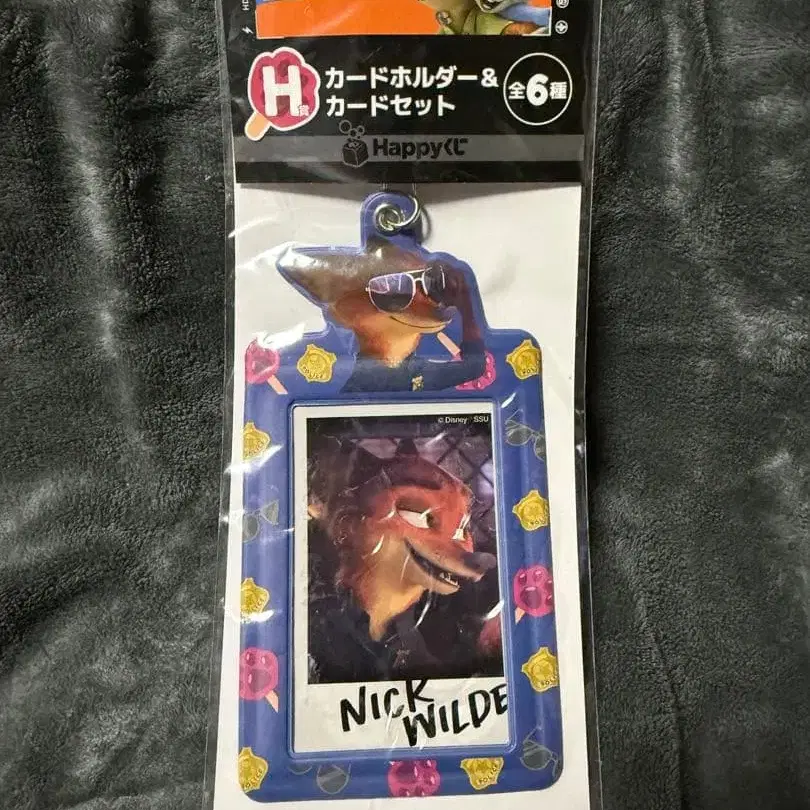 H賞
カードホルダー&
カードセット
全6種
Happyくじ
© Disney SSU
NICK
WILDE
POLICE